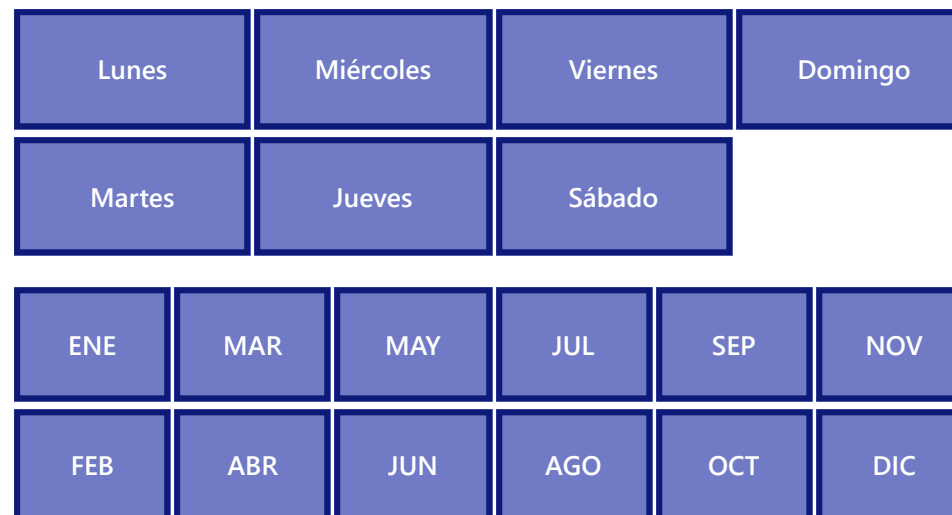 Lunes Miércoles Viernes Domingo
Martes Jueves Sábado
ENE MAR MAY JUL SEP NOV
FEB ABR JUN AGO OCT DIC